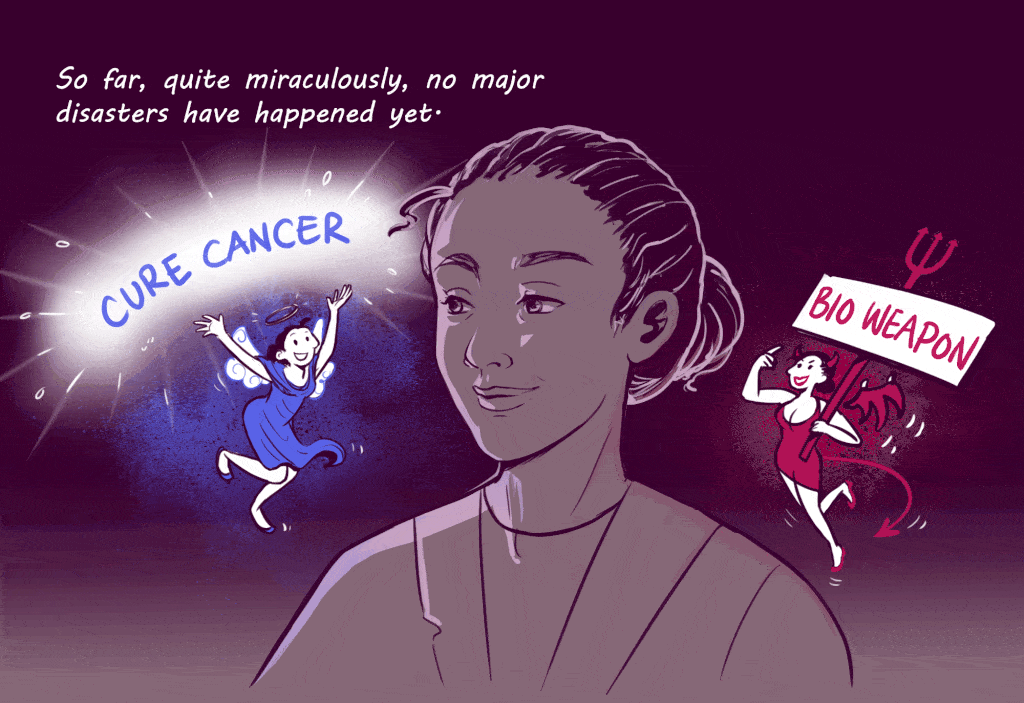 So far, quite miraculously, no major
disasters have happened yet.
CURE CANCER
BIO WEAPON